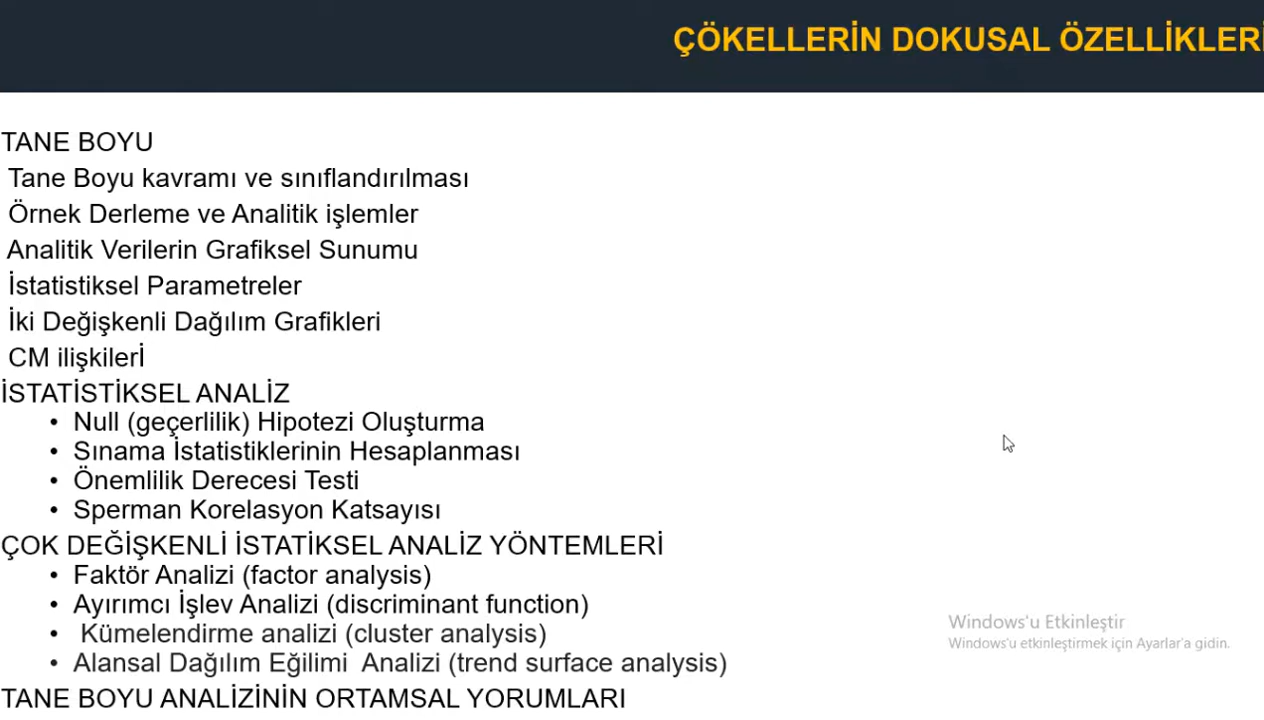 ÇÖKELLERİN DOKUSAL ÖZELLİKLERİ
TANE BOYU
Tane Boyu kavramı ve sınıflandırılması
Örnek Derleme ve Analitik işlemler
Analitik Verilerin Grafiksel Sunumu
İstatistiksel Parametreler
İki Değişkenli Dağılım Grafikleri
CM ilişkilerİ
İSTATİSTİKSEL ANALİZ
• Null (geçerlilik) Hipotezi Oluşturma
• Sınama İstatistiklerinin Hesaplanması
• Önemlilik Derecesi Testi
• Sperman Korelasyon Katsayısı
ÇOK DEĞİŞKENLİ İSTATİKSEL ANALİZ YÖNTEMLERİ
• Faktör Analizi (factor analysis)
• Ayırımcı İşlev Analizi (discriminant function)
• Kümelendirme analizi (cluster analysis)
• Alansal Dağılım Eğilimi Analizi (trend surface analysis)
TANE BOYU ANALİZİNİN ORTAMSAL YORUMLARI
Windows'u Etkinleştir
Windows'u etkinleştirmek için Ayarlar'a gidin.